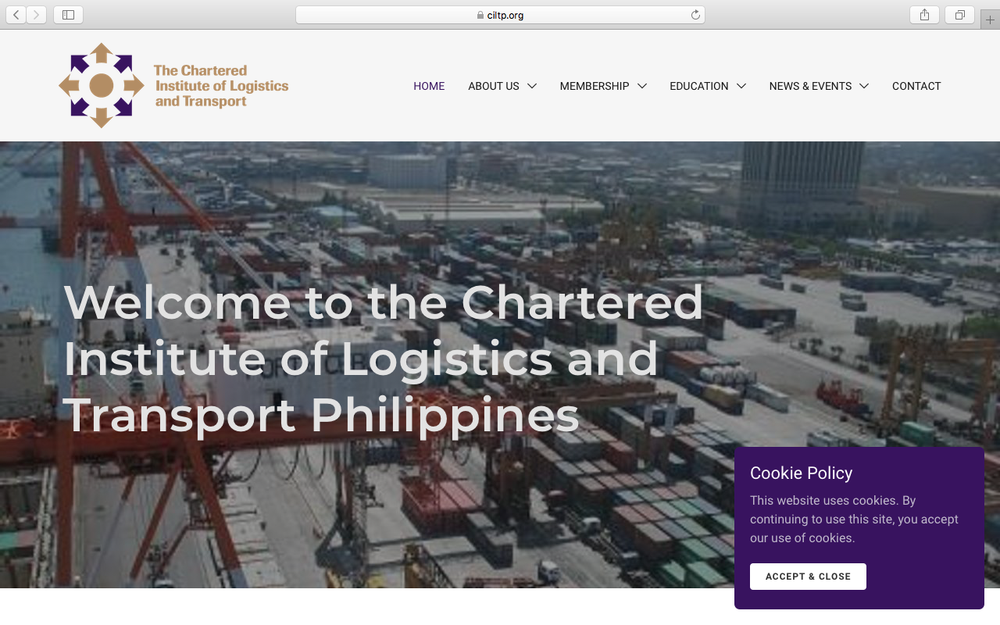 ciltp.org
The Chartered
Institute of Logistics
and Transport
HOME ABOUT US MEMBERSHIP EDUCATION NEWS & EVENTS CONTACT
Welcome to the Chartered
Institute of Logistics and
Transport Philippines
Cookie Policy
This website uses cookies. By
continuing to use this site, you accept
our use of cookies.
ACCEPT & CLOSE